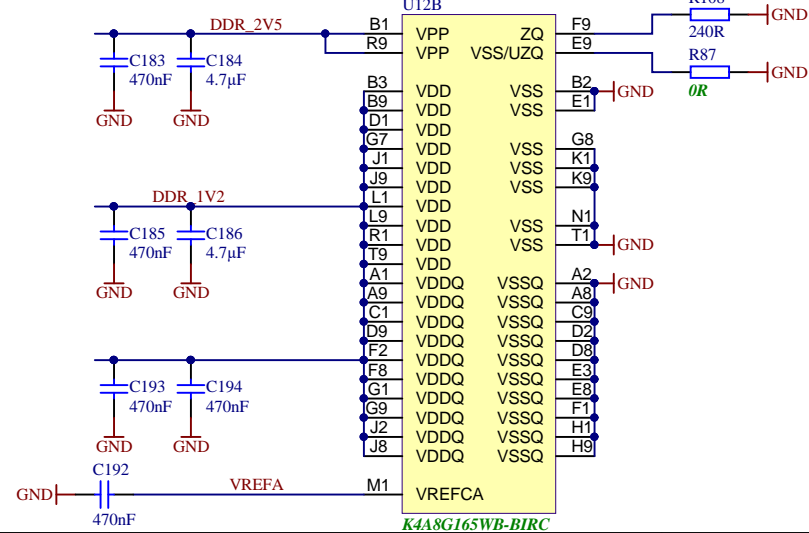 U12B
R106
GND
240R
R87
GND
0R
DDR_2V5
C183
470nF
GND
C184
4.7µF
GND
B1 VPP
R9 VPP
B3 VDD
B9 VDD
D1 VDD
G7 VDD
J1 VDD
J9 VDD
L1 VDD
L9 VDD
R1 VDD
T9 VDD
A1 VDDQ
A9 VDDQ
C1 VDDQ
D9 VDDQ
F2 VDDQ
F8 VDDQ
G1 VDDQ
G9 VDDQ
J2 VDDQ
J8 VDDQ
M1 VREFCA
ZQ F9
VSS/UZQ E9
VSS B2
GND
VSS E1
VSS G8
VSS K1
VSS K9
VSS N1
VSS T1
GND
VSSQ A2
GND
VSSQ A8
VSSQ C9
VSSQ D2
VSSQ D8
VSSQ E3
VSSQ E8
VSSQ F1
VSSQ H1
VSSQ H9
DDR_1V2
C185
470nF
GND
C186
4.7µF
GND
C193
470nF
GND
C194
470nF
GND
C192
GND
470nF
VREFA
K4A8G165WB-BIRC